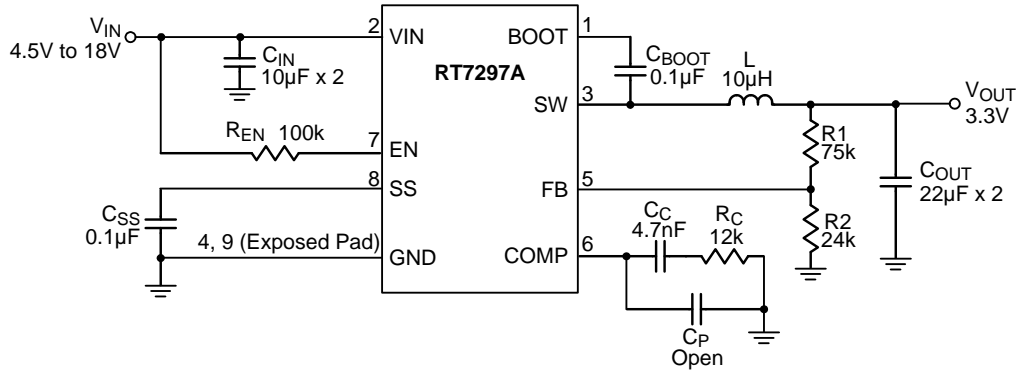 VIN
4.5V to 18V
CIN
10µF x 2
REN 100k
CSS
0.1µF
4, 9 (Exposed Pad)
2
7
8
VIN
EN
SS
GND
RT7297A
BOOT
SW
FB
COMP
1
3
5
6
CBOOT
0.1µF
L
10µH
VOUT
3.3V
R1
75k
COUT
22µF x 2
R2
24k
CC
4.7nF
RC
12k
CP
Open